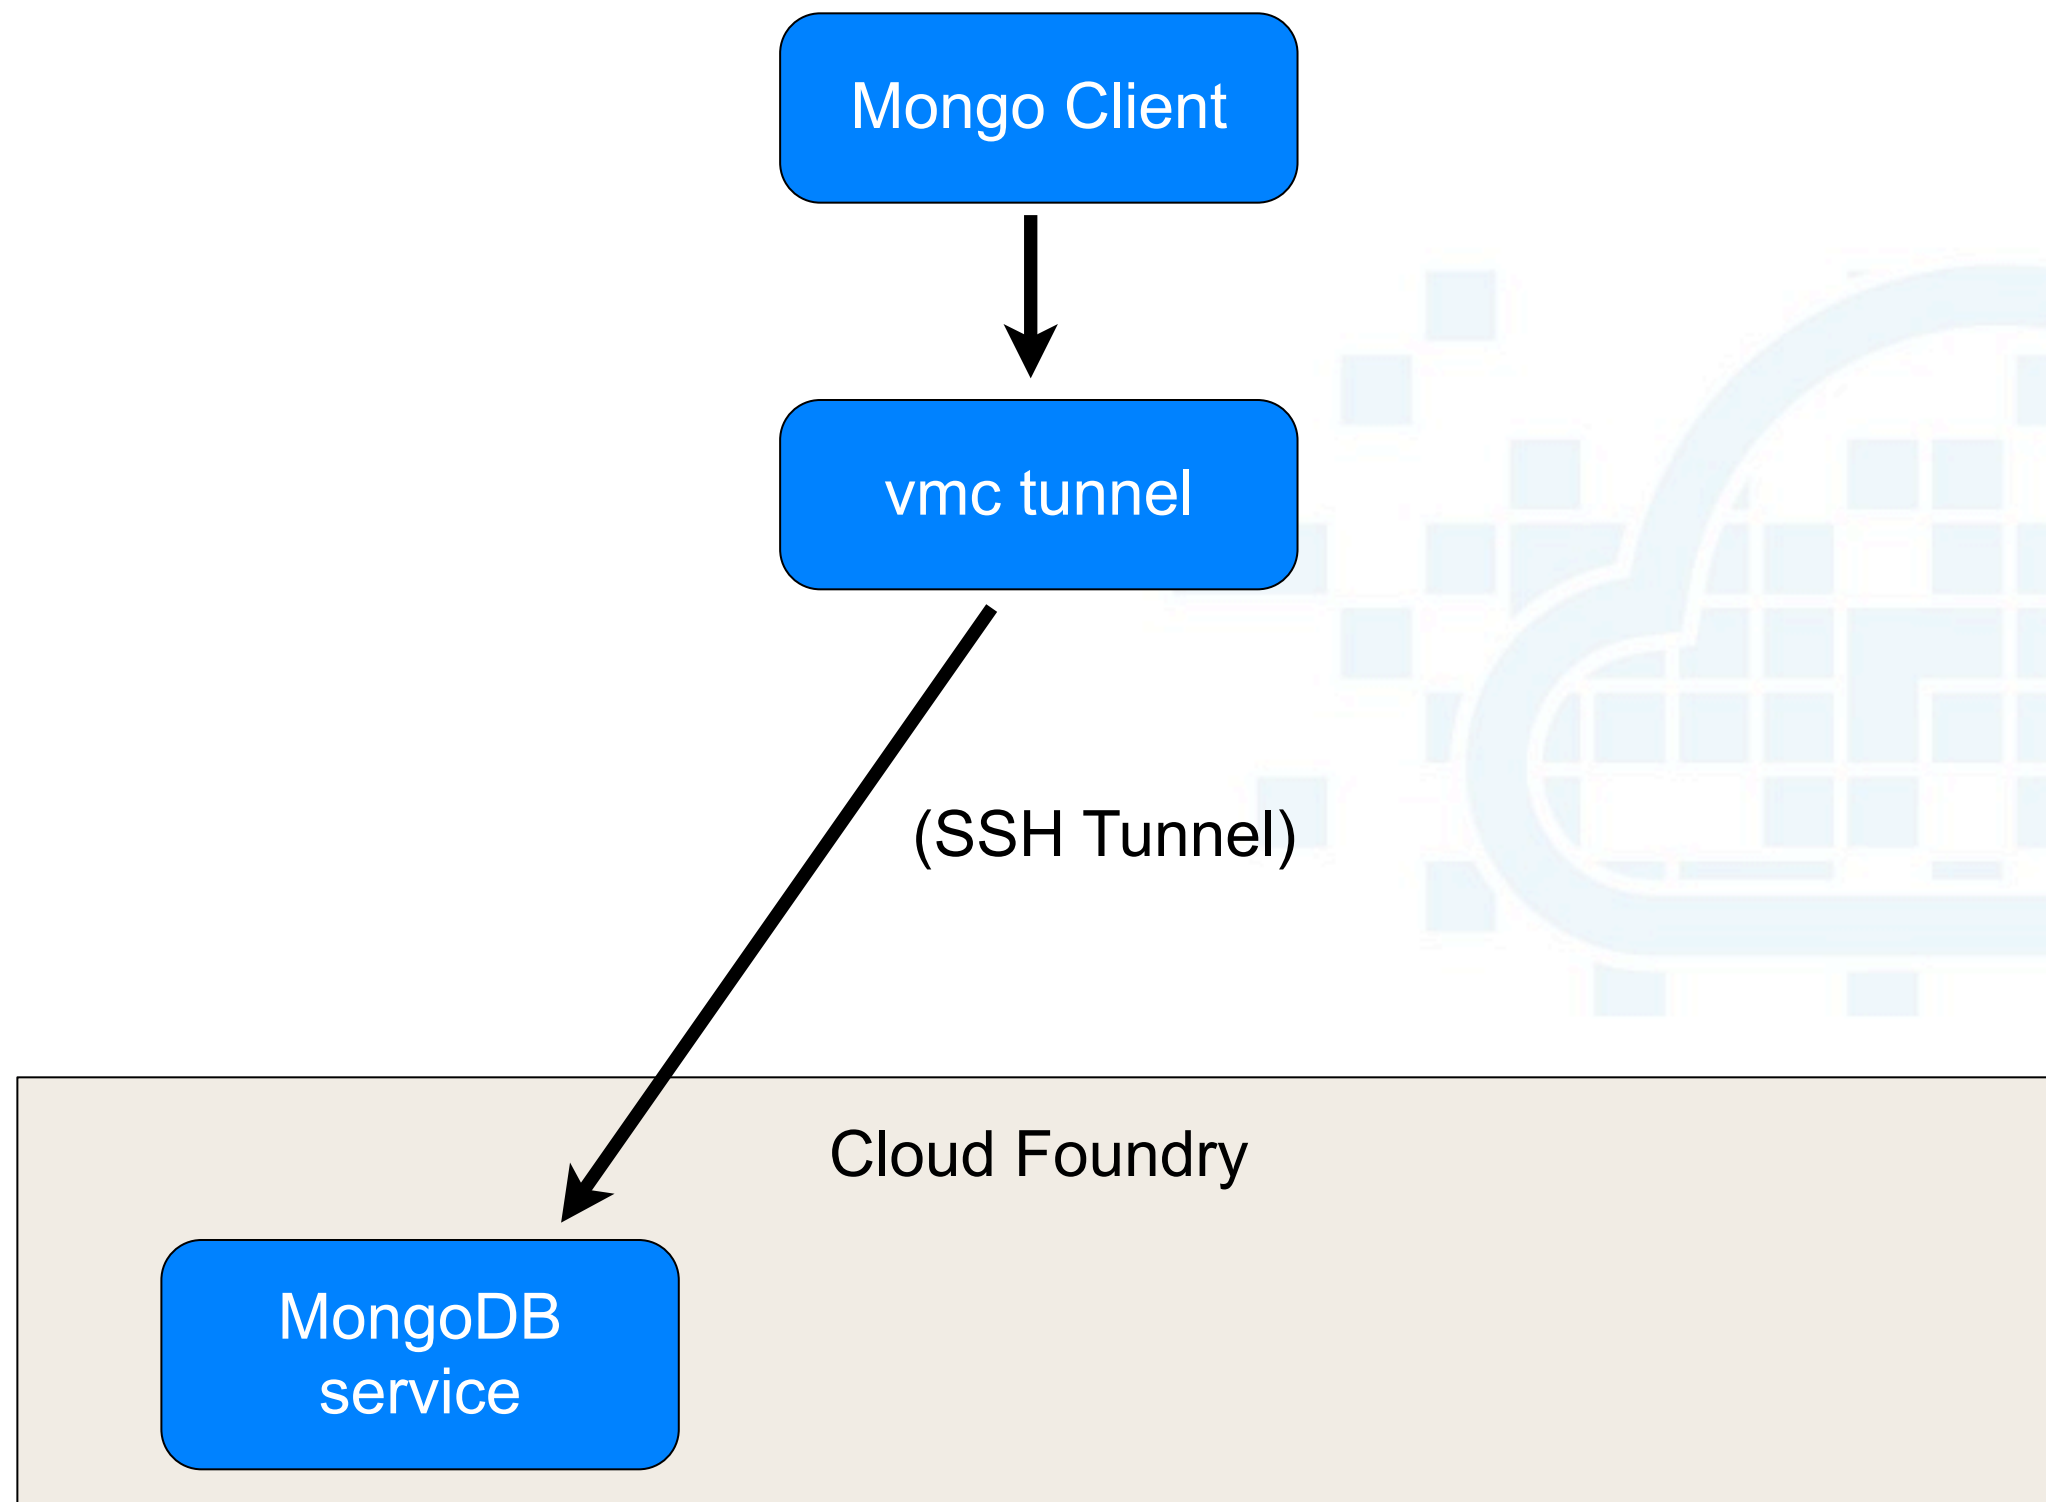 Mongo Client
vmc tunnel
(SSH Tunnel)
Cloud Foundry
MongoDB
service